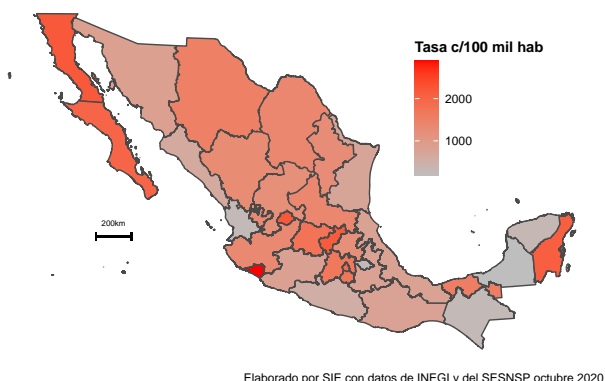 Tasa c/100 mil hab
2000
1000
200km
Elaborado por SIE con datos de INEGI y del SESNSP octubre 2020